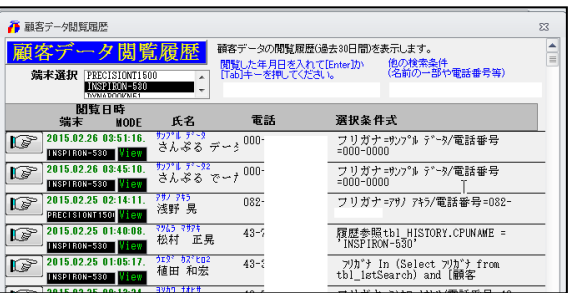 顧客データ閲覧履歴
顧客データ閲覧履歴
顧客データの閲覧履歴(過去30日間)を表示します。
閲覧した年月日を入れて[Enter]か
[Tab]キーを押してください。
他の検索条件
(名前の一部や電話番号等)
端末選択
PRECISIONT1500
INSPIRON-530
閲覧日時
端末 MODE 氏名 電話 選択条件式
2015.02.26 03:51:16. ｻﾝﾌﾟﾙ ﾃﾞｰﾀ
INSPIRON-530 View さんぷる データ 000-
フリガナ=ｻﾝﾌﾟﾙ ﾃﾞｰﾀ/電話番号
=000-0000
2015.02.26 03:45:10. ｻﾝﾌﾟﾙ ﾃﾞｰﾀ2
INSPIRON-530 View さんぷる でーた 000-
フリガナ=ｻﾝﾌﾟﾙ ﾃﾞｰﾀ/電話番号
=000-0000
2015.02.25 02:14:11. ｱｻﾉ ｱｷﾗ
PRECISIONT150 View 浅野 晃 082-
フリガナ=ｱｻﾉ ｱｷﾗ/電話番号=082-
2015.02.25 01:40:08. ﾏﾂﾑﾗ ﾏｻｱｷ
INSPIRON-530 View 松村 正晃 43-
履歴参照tbl_HISTORY.CPUNAME =
'INSPIRON-530'
2015.02.25 01:05:17. ｳｴﾀﾞ ｶｽﾞﾋﾛ2
INSPIRON-530 View 植田 和宏 43-
ﾌﾘｶﾞﾅ In (Select ﾌﾘｶﾞﾅ from
tbl_1stSearch) and [顧客